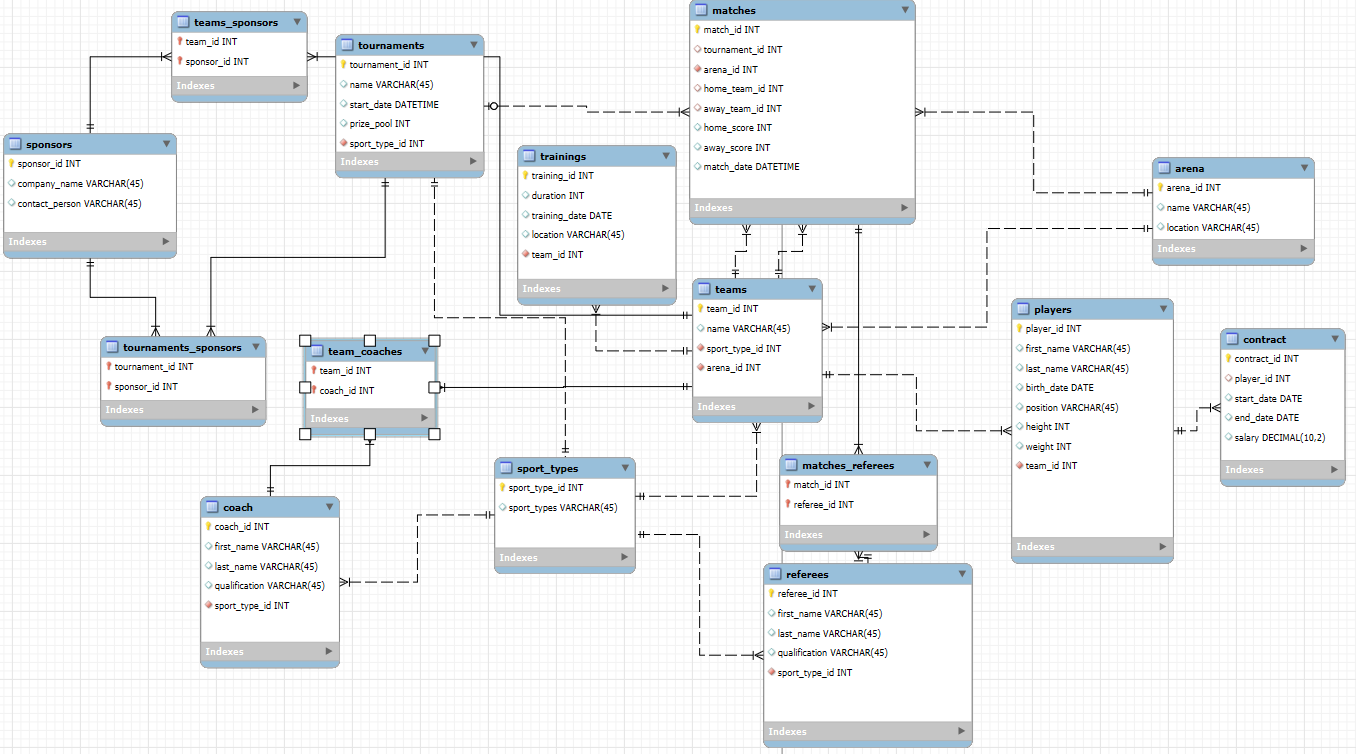 teams_sponsors
team_id INT
sponsor_id INT
Indexes
tournaments
tournament_id INT
name VARCHAR(45)
start_date DATETIME
prize_pool INT
sport_type_id INT
Indexes
matches
match_id INT
tournament_id INT
arena_id INT
home_team_id INT
away_team_id INT
home_score INT
away_score INT
match_date DATETIME
Indexes
sponsors
sponsor_id INT
company_name VARCHAR(45)
contact_person VARCHAR(45)
Indexes
trainings
training_id INT
duration INT
training_date DATE
location VARCHAR(45)
team_id INT
Indexes
arena
arena_id INT
name VARCHAR(45)
location VARCHAR(45)
Indexes
teams
team_id INT
name VARCHAR(45)
sport_type_id INT
arena_id INT
Indexes
players
player_id INT
first_name VARCHAR(45)
last_name VARCHAR(45)
birth_date DATE
position VARCHAR(45)
height INT
weight INT
team_id INT
Indexes
contract
contract_id INT
player_id INT
start_date DATE
end_date DATE
salary DECIMAL(10,2)
Indexes
tournaments_sponsors
tournament_id INT
sponsor_id INT
Indexes
team_coaches
team_id INT
coach_id INT
Indexes
sport_types
sport_type_id INT
sport_types VARCHAR(45)
Indexes
matches_referees
match_id INT
referee_id INT
Indexes
coach
coach_id INT
first_name VARCHAR(45)
last_name VARCHAR(45)
qualification VARCHAR(45)
sport_type_id INT
Indexes
referees
referee_id INT
first_name VARCHAR(45)
last_name VARCHAR(45)
qualification VARCHAR(45)
sport_type_id INT
Indexes